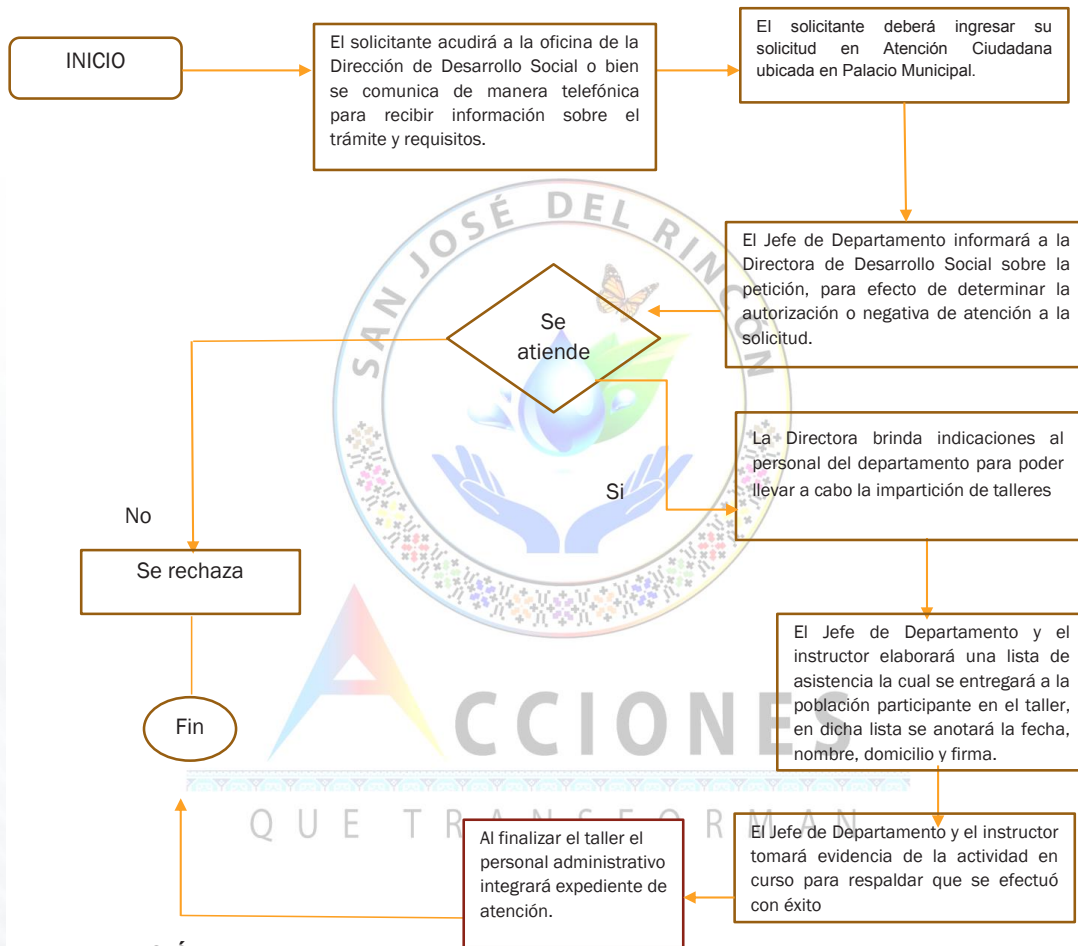 INICIO
El solicitante acudirá a la oficina de la
Dirección de Desarrollo Social o bien
se comunica de manera telefónica
para recibir información sobre el
trámite y requisitos.
El solicitante deberá ingresar su
solicitud en Atención Ciudadana
ubicada en Palacio Municipal.
El Jefe de Departamento informará a la
Directora de Desarrollo Social sobre la
petición, para efecto de determinar la
autorización o negativa de atención a la
solicitud.
SAN JOSÉ DEL RINCÓN
Se
atiende
La Directora brinda indicaciones al
personal del departamento para poder
llevar a cabo la impartición de talleres
Si
No
Se rechaza
El Jefe de Departamento y el
instructor elaborará una lista de
asistencia la cual se entregará a la
población participante en el taller,
en dicha lista se anotará la fecha,
nombre, domicilio y firma.
Fin
ACCIONES
QUE TRANSFORMAN
El Jefe de Departamento y el instructor
tomará evidencia de la actividad en
curso para respaldar que se efectuó
con éxito
Al finalizar el taller el
personal administrativo
integrará expediente de
atención.